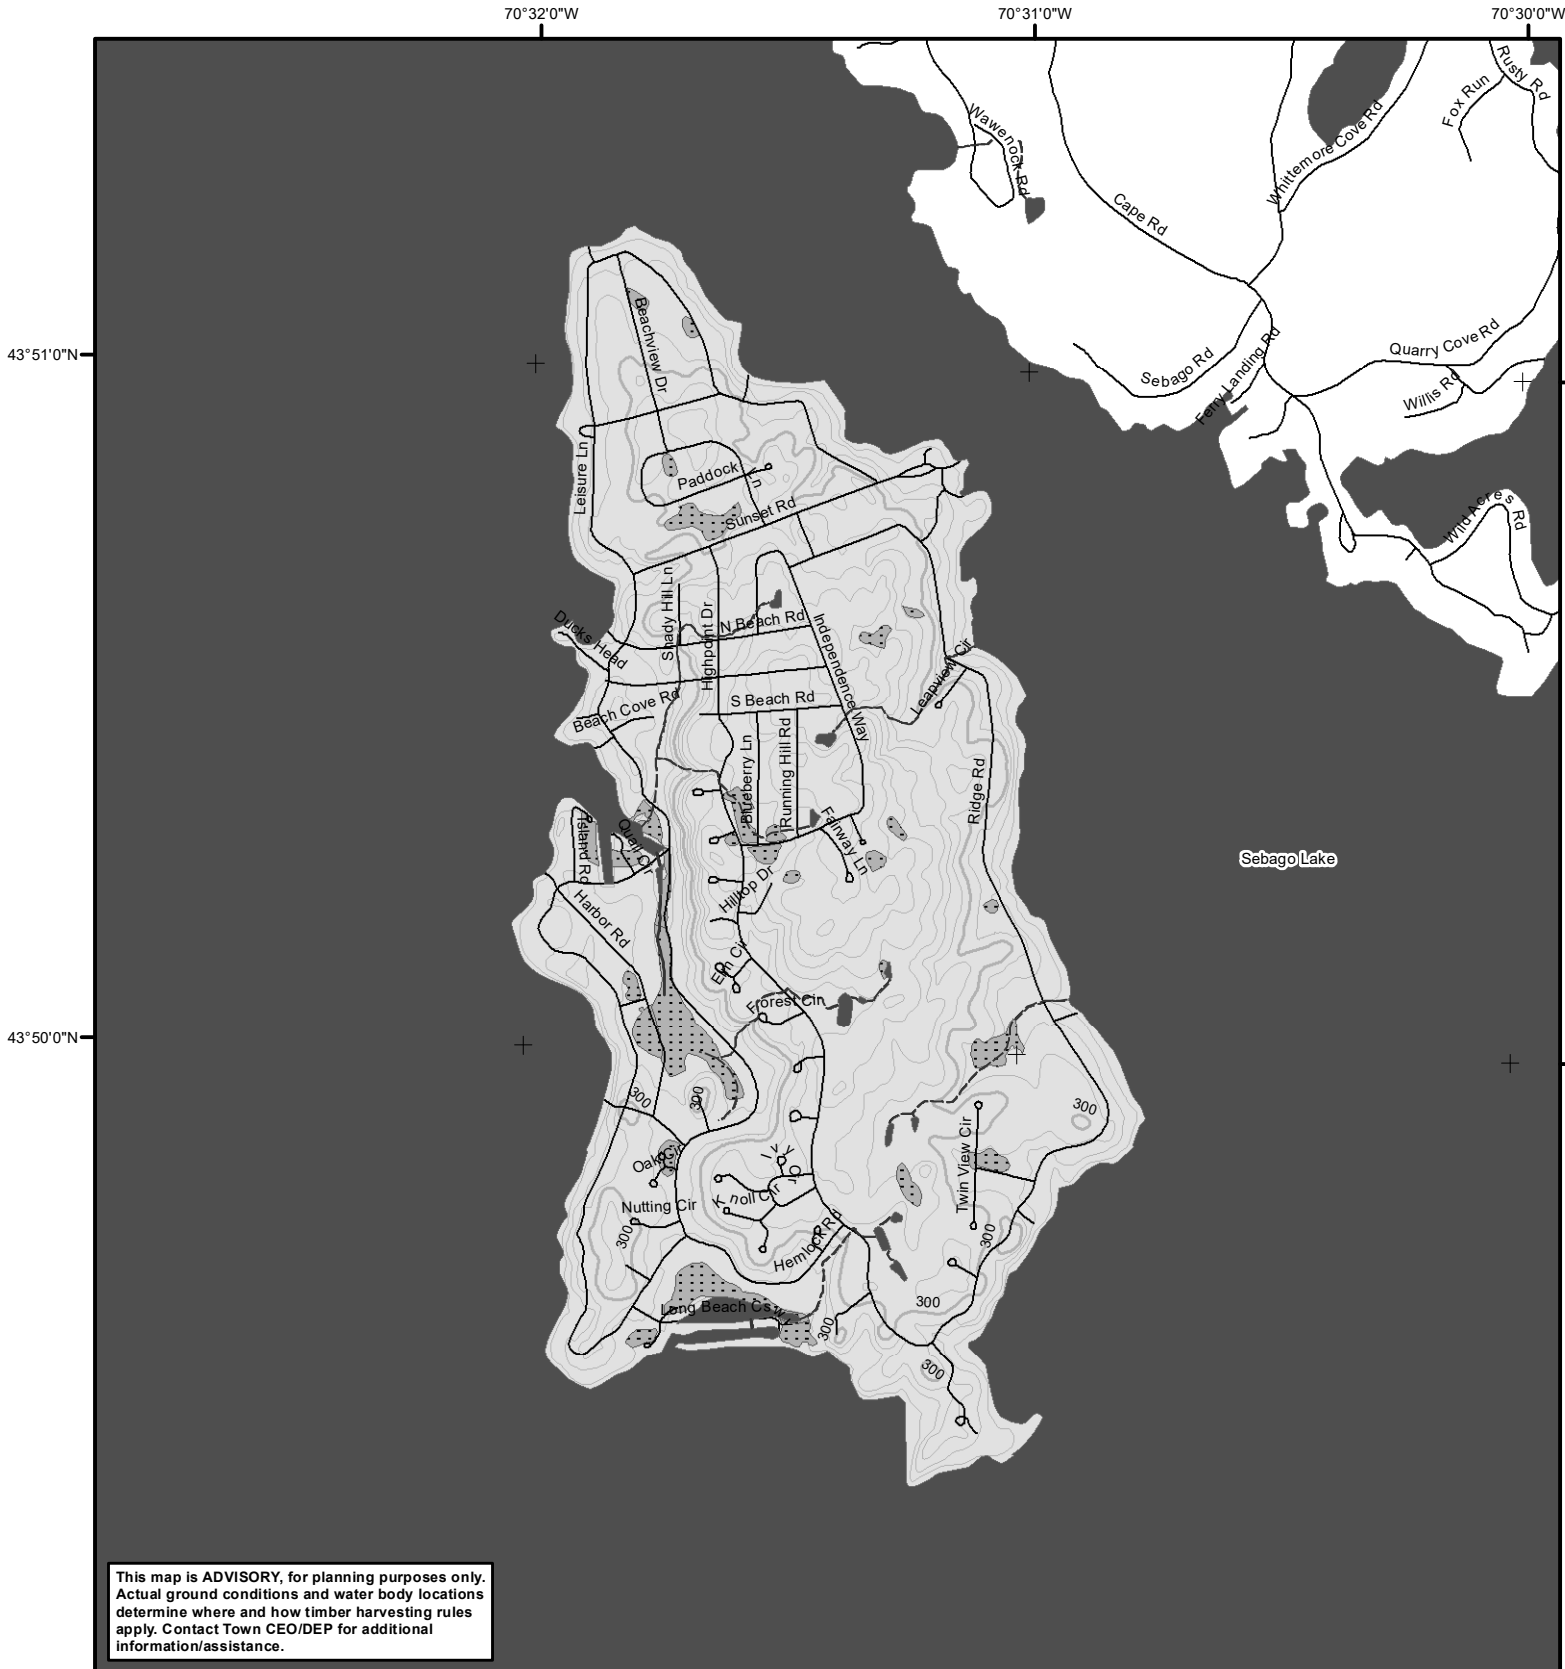 70°32'0"W
70°31'0"W
70°30'0"W
Rusty Rd
Fox Run
Wawenock Rd
Whittemore Cove Rd
Cape Rd
43°51'0"N
Beachview Dr
Quarry Cove Rd
Sebago Rd
Ferry Landing Rd
Willis Rd
Leisure Ln
Paddock Ln
Sunset Rd
Wild Acres Rd
Shady Hill Ln
Highpoint Dr
N Beach Rd
Ducks Head
Independence Way
Leapview Cir
Beach Cove Rd
S Beach Rd
Blueberry Ln
Running Hill Rd
Ridge Rd
Island Rd
Quail Cir
Fairway Ln
Sebago Lake
Hilltop Dr
Harbor Rd
Elm Cir
Forest Cir
43°50'0"N
300
300
300
Oak Cir
Ivy
Knoll Cir
Twin View Cir
Nutting Cir
300
Hemlock Rd
300
300
Long Beach Cswy
300
300
This map is ADVISORY, for planning purposes only.
Actual ground conditions and water body locations
determine where and how timber harvesting rules
apply. Contact Town CEO/DEP for additional
information/assistance.